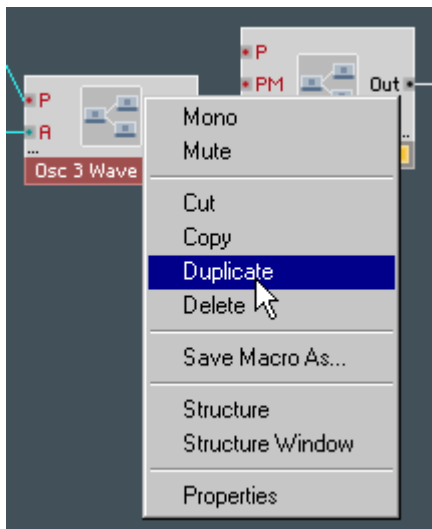 P
PM
Out
P
A
...
...
Osc 3 Wave
Mono
Mute
Cut
Copy
Duplicate
Delete
Save Macro As...
Structure
Structure Window
Properties